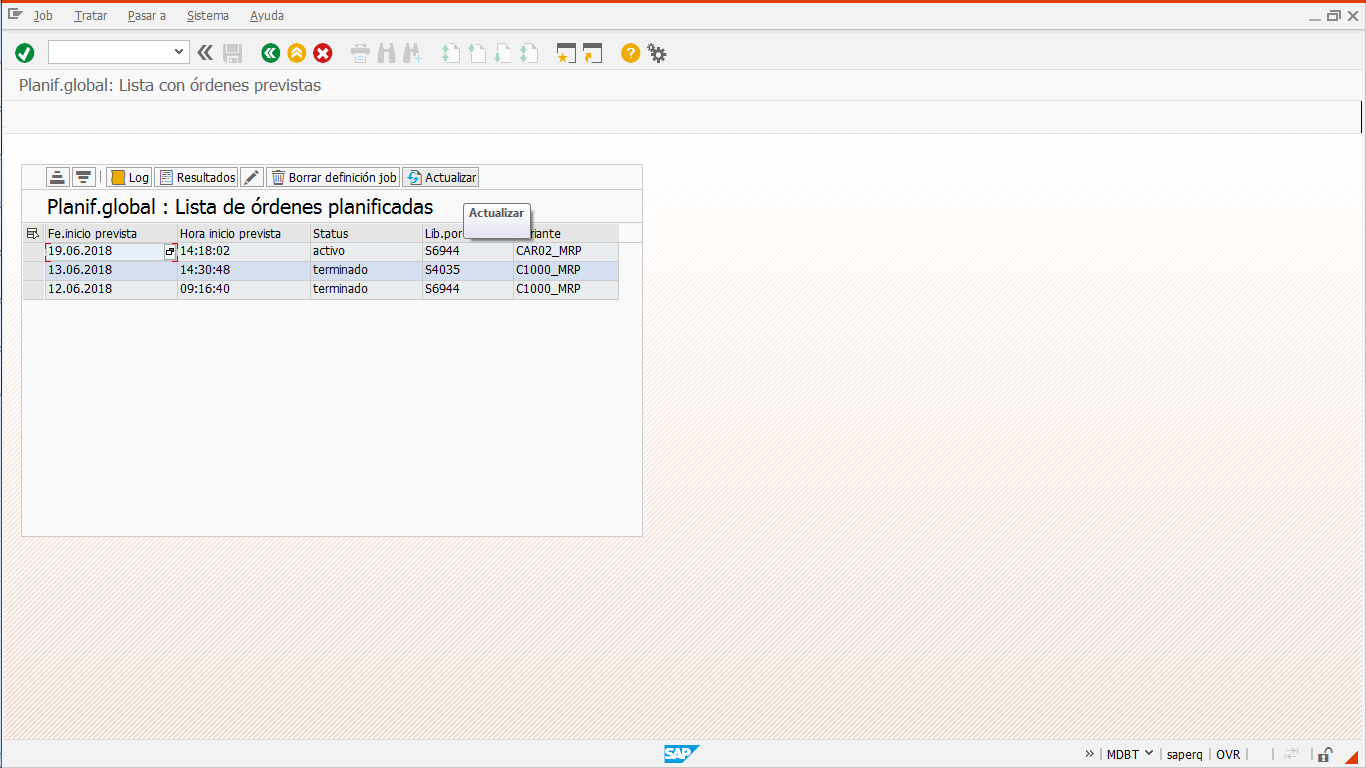 Job Tratar Pasar a Sistema Ayuda
Planif.global: Lista con órdenes previstas
Log Resultados Borrar definición job Actualizar
Planif.global : Lista de órdenes planificadas
Actualizar
Fe.inicio prevista Hora inicio prevista Status Lib.por riante
19.06.2018 14:18:02 activo S6944 CAR02_MRP
13.06.2018 14:30:48 terminado S4035 C1000_MRP
12.06.2018 09:16:40 terminado S6944 C1000_MRP
SAP » MDBT saperq OVR